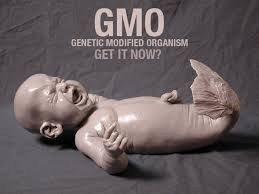 GMO
GENETIC MODIFIED ORGANISM
GET IT NOW?